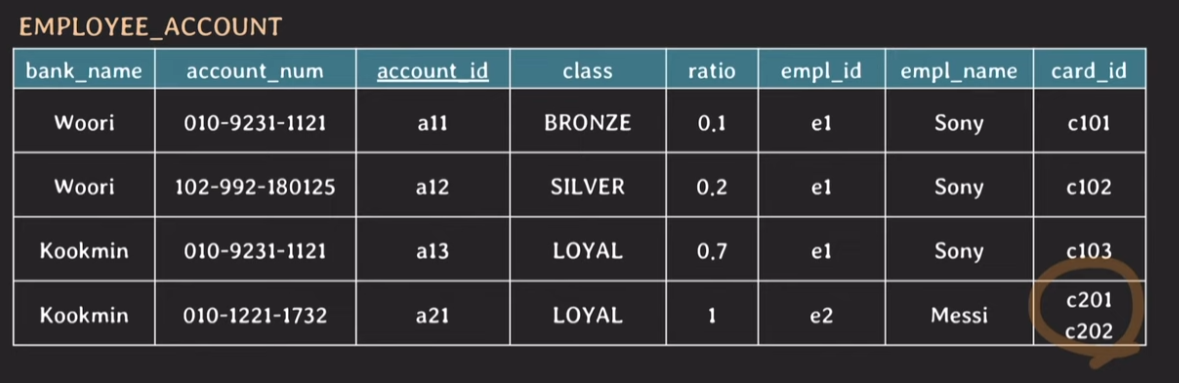 EMPLOYEE_ACCOUNT
bank_name account_num account_id class ratio empl_id empl_name card_id
Woori 010-9231-1121 a11 BRONZE 0.1 e1 Sony c101
Woori 102-992-180125 a12 SILVER 0.2 e1 Sony c102
Kookmin 010-9231-1121 a13 LOYAL 0.7 e1 Sony c103
Kookmin 010-1221-1732 a21 LOYAL 1 e2 Messi c201
c202